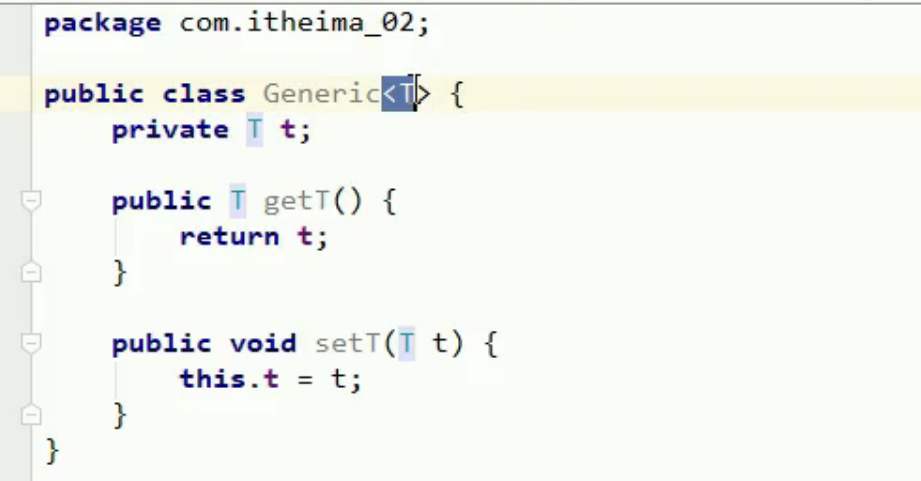 package com.itheima_02;
public class Generic<T> {
private T t;
public T getT() {
return t;
}
public void setT(T t) {
this.t = t;
}
}